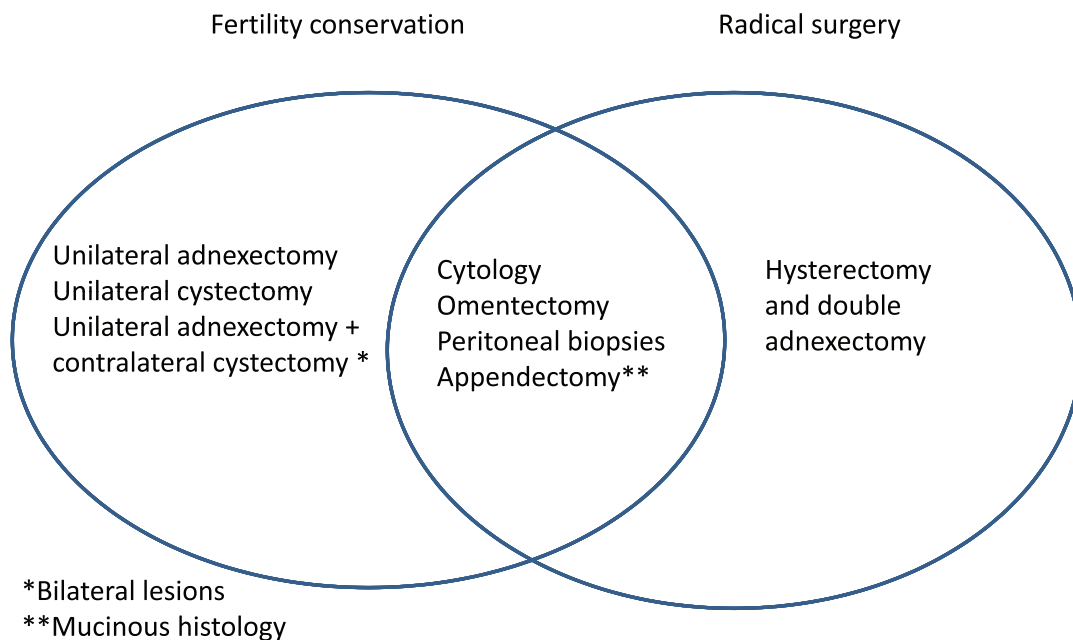 Fertility conservation
Radical surgery
Unilateral adnexectomy
Unilateral cystectomy
Unilateral adnexectomy +
contralateral cystectomy *
Cytology
Omentectomy
Peritoneal biopsies
Appendectomy**
Hysterectomy
and double
adnexectomy
*Bilateral lesions
**Mucinous histology